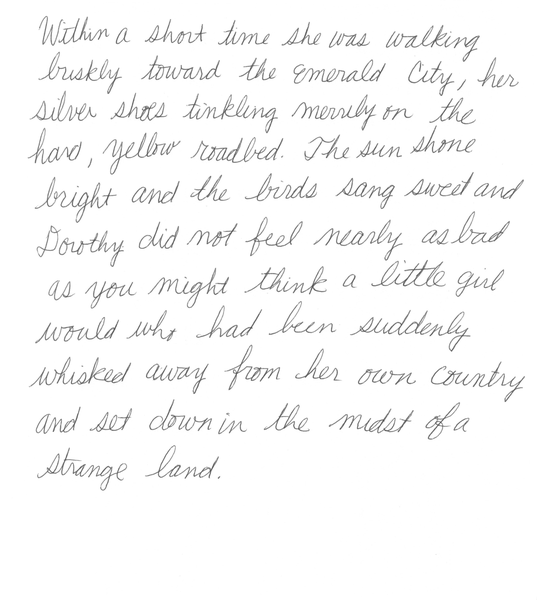 Within a short time she was walking
briskly toward the Emerald City, her
silver shoes tinkling merrily on the
hard, yellow roadbed. The sun shone
bright and the birds sang sweet and
Dorothy did not feel nearly as bad
as you might think a little girl
would who had been suddenly
whisked away from her own country
and set down in the midst of a
strange land.